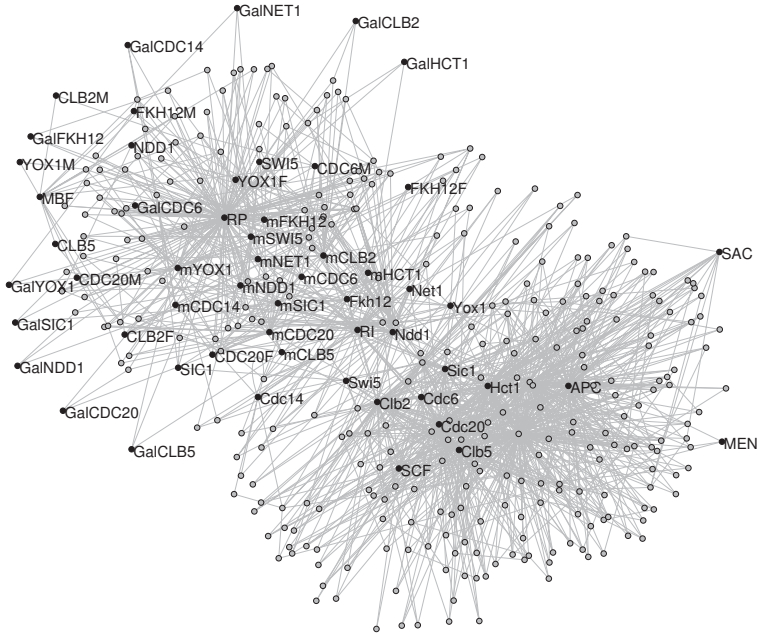 GalNET1
GalCLB2
GalCDC14
GalHCT1
CLB2M
FKH12M
GalFKH12
NDD1
YOX1M
SWI5
CDC6M
YOX1F
FKH12F
MBF
GalCDC6
RP
mFKH12
mSWI5
CLB5
SAC
mCLB2
mNET1
mYOX1
mHCT1
CDC20M
mCDC6
GalYOX1
mNDD1
Net1
Fkh12
mCDC14
mSIC1
Yox1
GalSIC1
RI
Ndd1
mCDC20
CLB2F
CDC20F
mCLB5
GalNDD1
SIC1
Sic1
Swi5
Hct1
APC
Cdc14
Clb2
Cdc6
GalCDC20
Cdc20
MEN
GalCLB5
Clb5
SCF